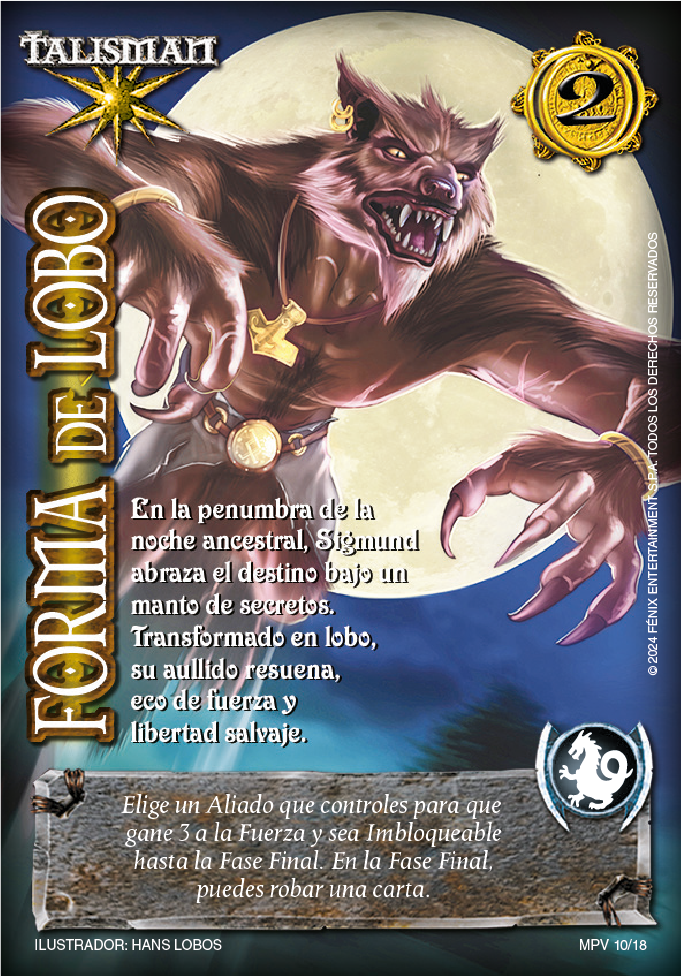 TALISMAN
2
FORMA DE LOBO
En la penumbra de la
noche ancestral, Sigmund
abraza el destino bajo un
manto de secretos.
Transformado en lobo,
su aullido resuena,
eco de fuerza y
libertad salvaje.
© 2024 FÉNIX ENTERTAINMENT S.P.A. TODOS LOS DERECHOS RESERVADOS
Elige un Aliado que controles para que
gane 3 a la Fuerza y sea Imbloqueable
hasta la Fase Final. En la Fase Final,
puedes robar una carta.
ILUSTRADOR: HANS LOBOS
MPV 10/18